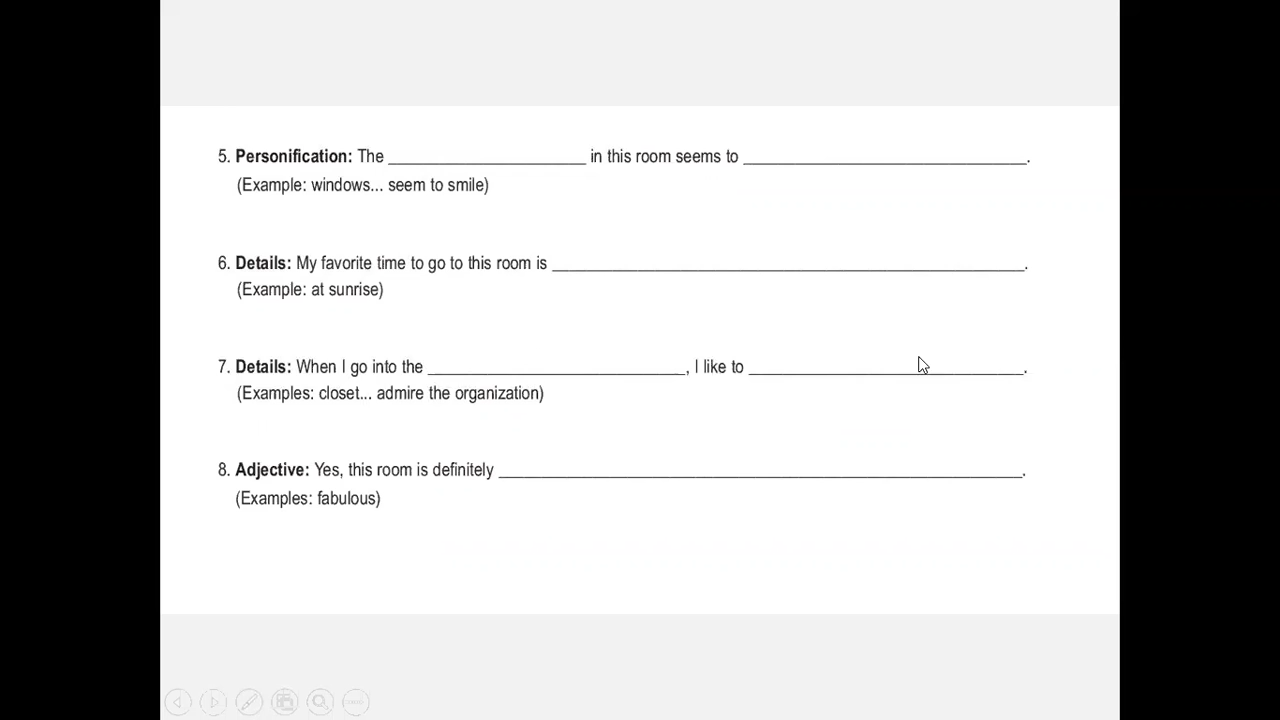 5. Personification: The ______________________ in this room seems to ________________________________.
(Example: windows... seem to smile)
6. Details: My favorite time to go to this room is _____________________________________________________.
(Example: at sunrise)
7. Details: When I go into the _____________________________, I like to _______________________________.
(Examples: closet... admire the organization)
8. Adjective: Yes, this room is definitely ___________________________________________________________.
(Examples: fabulous)